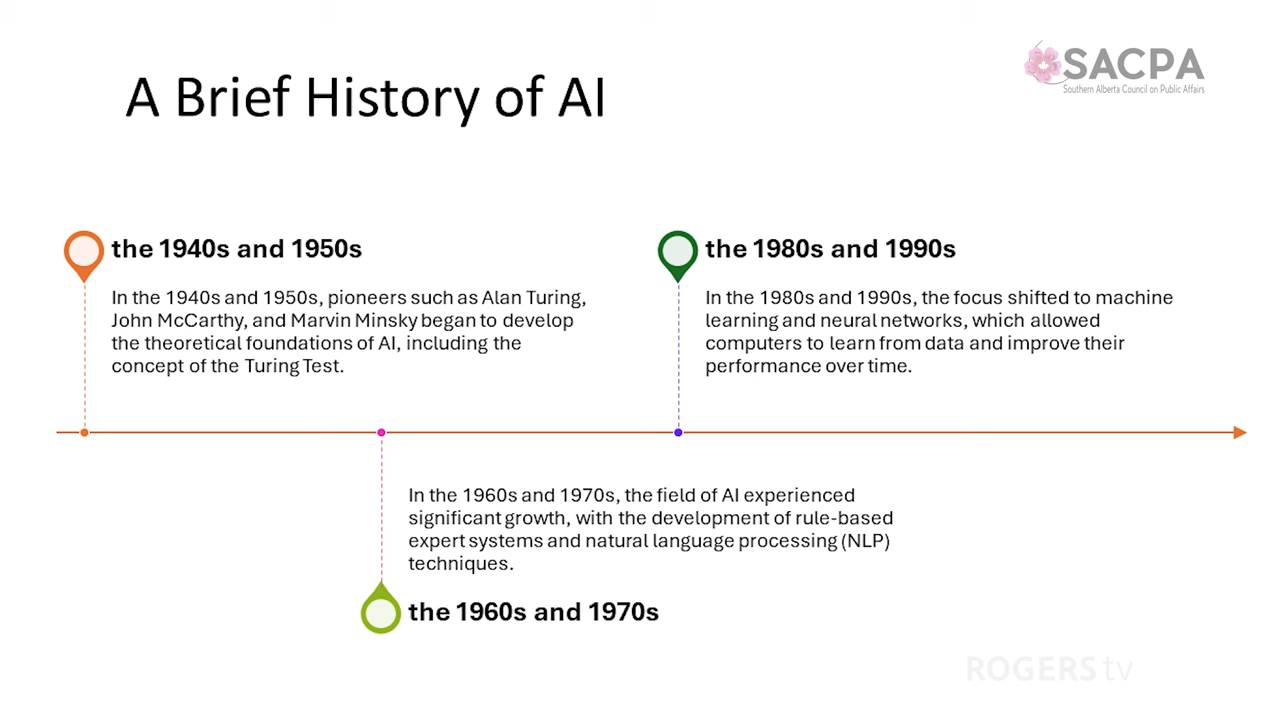 A Brief History of AI
SACPA
Southern Alberta Council on Public Affairs
the 1940s and 1950s
In the 1940s and 1950s, pioneers such as Alan Turing,
John McCarthy, and Marvin Minsky began to develop
the theoretical foundations of AI, including the
concept of the Turing Test.
the 1980s and 1990s
In the 1980s and 1990s, the focus shifted to machine
learning and neural networks, which allowed
computers to learn from data and improve their
performance over time.
In the 1960s and 1970s, the field of AI experienced
significant growth, with the development of rule-based
expert systems and natural language processing (NLP)
techniques.
the 1960s and 1970s
ROGERS tv